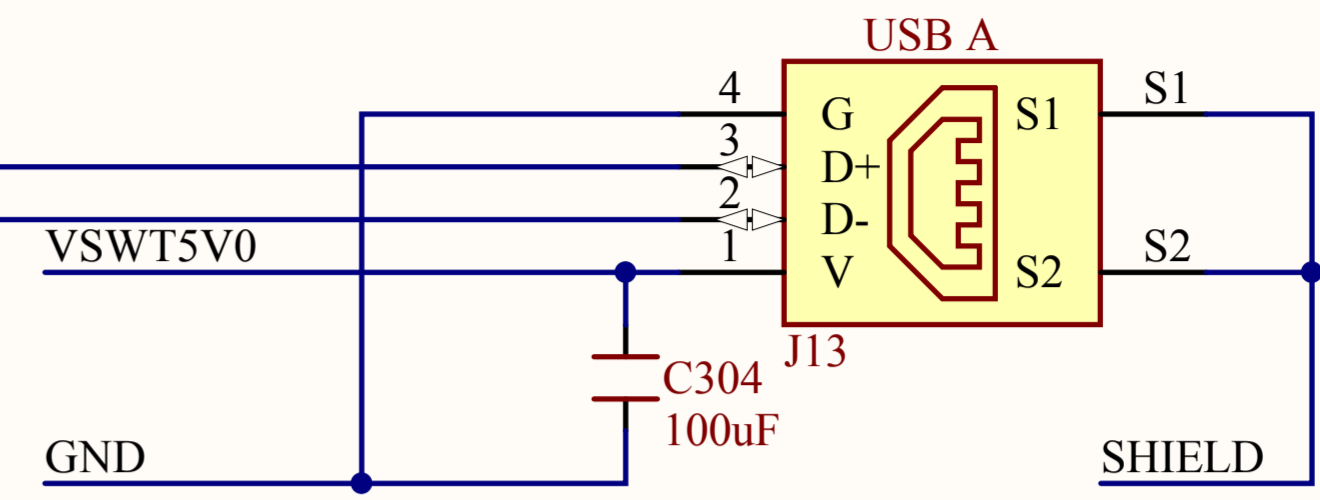 USB A
4 G S1 S1
3 D+
2 D-
VSWT5V0 1 V S2 S2
J13
C304
100uF
GND SHIELD